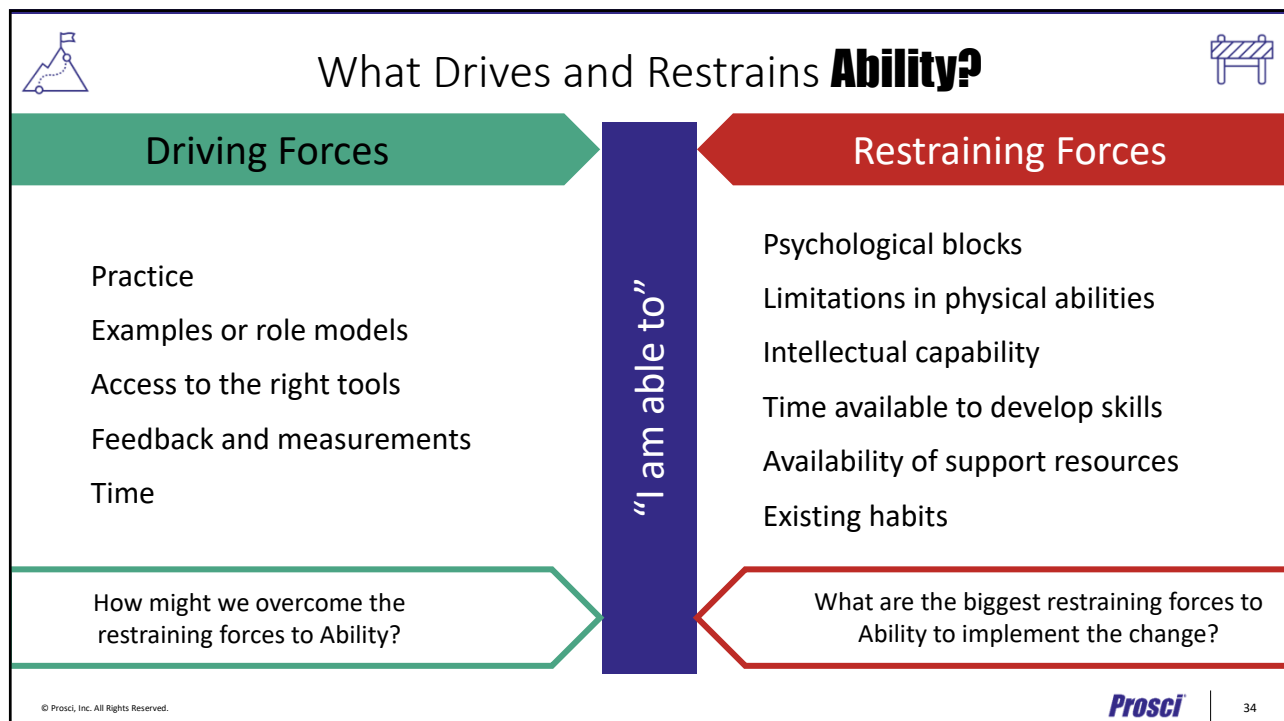 What Drives and Restrains Ability?
Driving Forces
Practice
Examples or role models
Access to the right tools
Feedback and measurements
Time
How might we overcome the
restraining forces to Ability?
“I am able to”
Restraining Forces
Psychological blocks
Limitations in physical abilities
Intellectual capability
Time available to develop skills
Availability of support resources
Existing habits
What are the biggest restraining forces to
Ability to implement the change?
© Prosci, Inc. All Rights Reserved.
Prosci
34